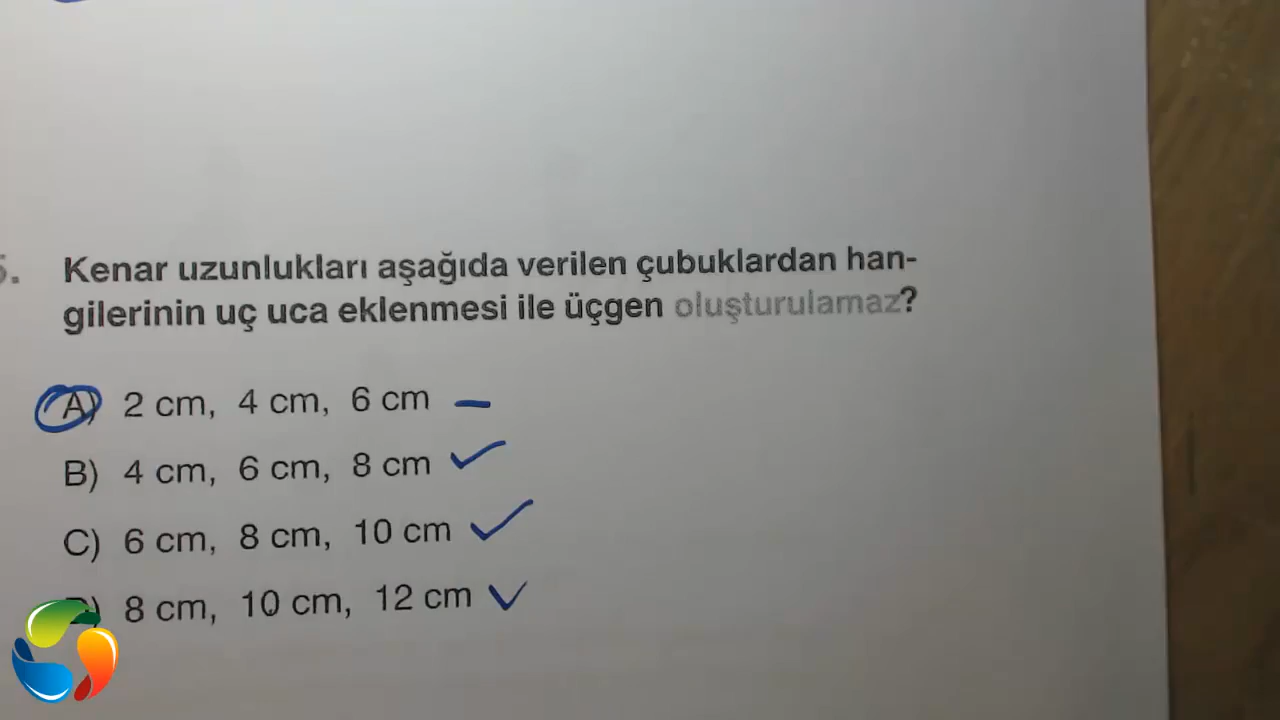 5. Kenar uzunlukları aşağıda verilen çubuklardan han-
gilerinin uç uca eklenmesi ile üçgen oluşturulamaz?
A) 2 cm, 4 cm, 6 cm
B) 4 cm, 6 cm, 8 cm
C) 6 cm, 8 cm, 10 cm
8 cm, 10 cm, 12 cm